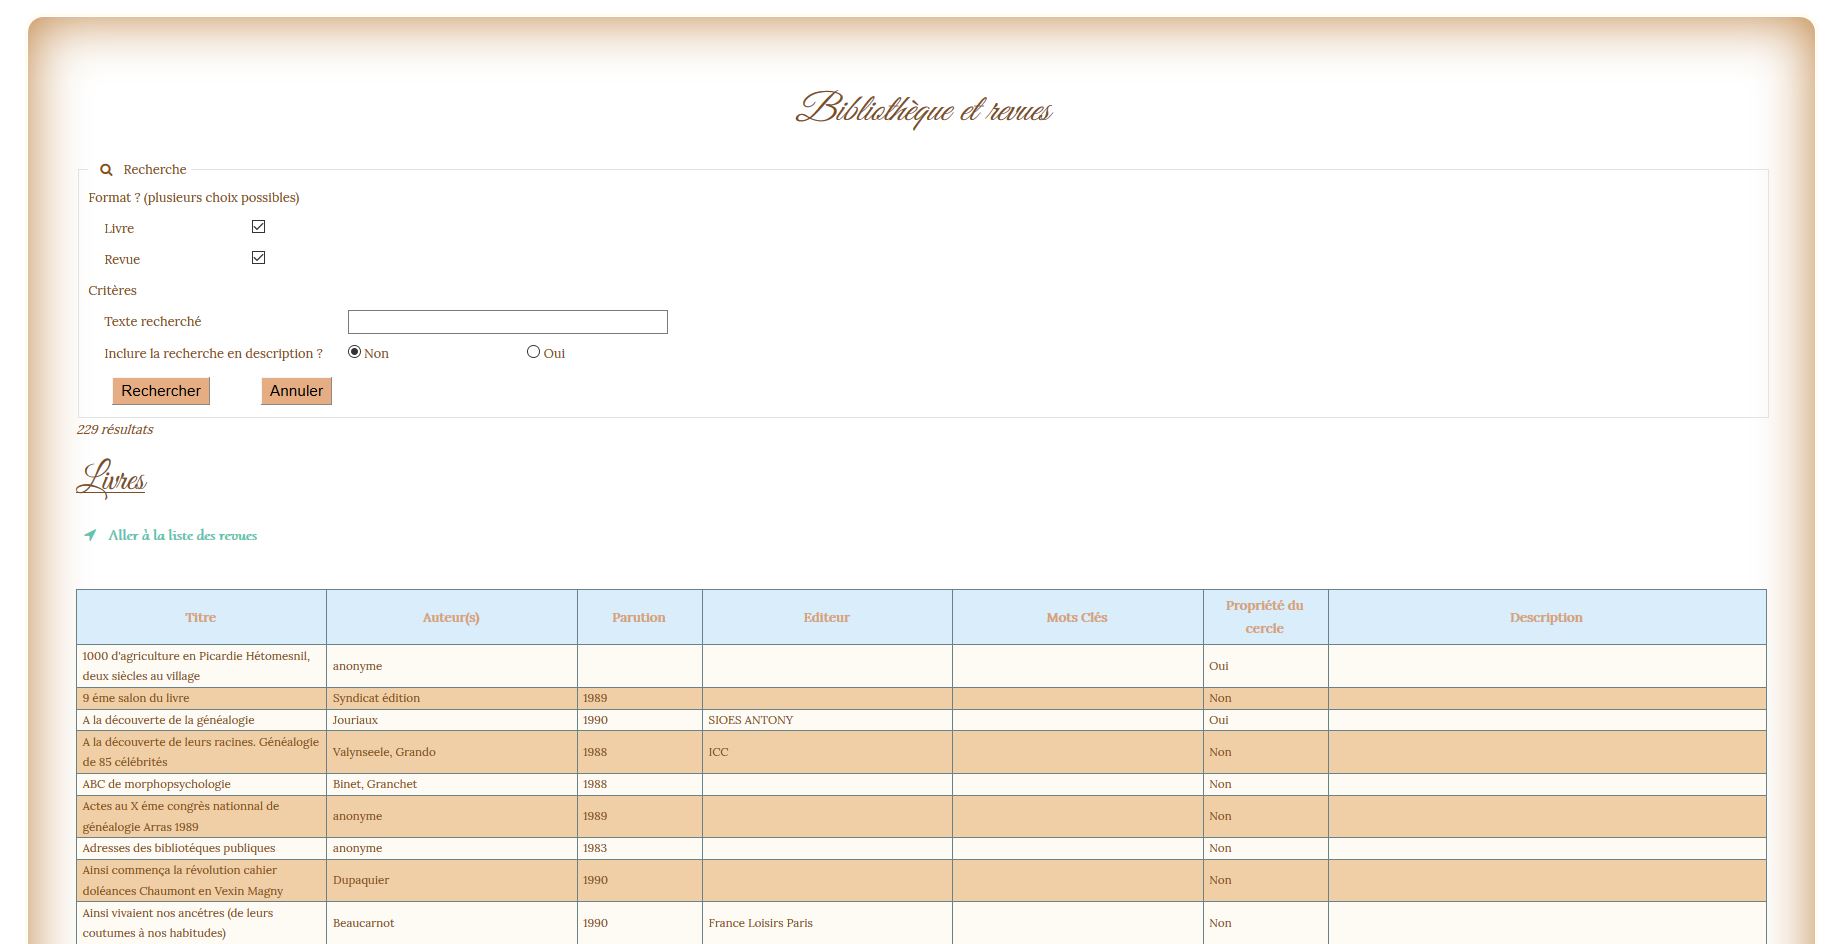 Bibliothèque et revues
Recherche
Format ? (plusieurs choix possibles)
Livre
Revue
Critères
Texte recherché
Inclure la recherche en description ? Non Oui
Rechercher Annuler
229 résultats
Livres
Aller à la liste des revues
Titre Auteur(s) Parution Editeur Mots Clés Propriété du cercle Description
1000 d'agriculture en Picardie Hétomesnil, deux siècles au village anonyme Oui
9 éme salon du livre Syndicat édition 1989 Non
A la découverte de la généalogie Jouriaux 1990 SIOES ANTONY Oui
A la découverte de leurs racines. Généalogie de 85 célébrités Valynseele, Grando 1988 ICC Non
ABC de morphopsychologie Binet, Granchet 1988 Non
Actes au X éme congrès nationnal de généalogie Arras 1989 anonyme 1989 Non
Adresses des bibliotéques publiques anonyme 1983 Non
Ainsi commença la révolution cahier doléances Chaumont en Vexin Magny Dupaquier 1990 Non
Ainsi vivaient nos ancétres (de leurs coutumes à nos habitudes) Beaucarnot 1990 France Loisirs Paris Non